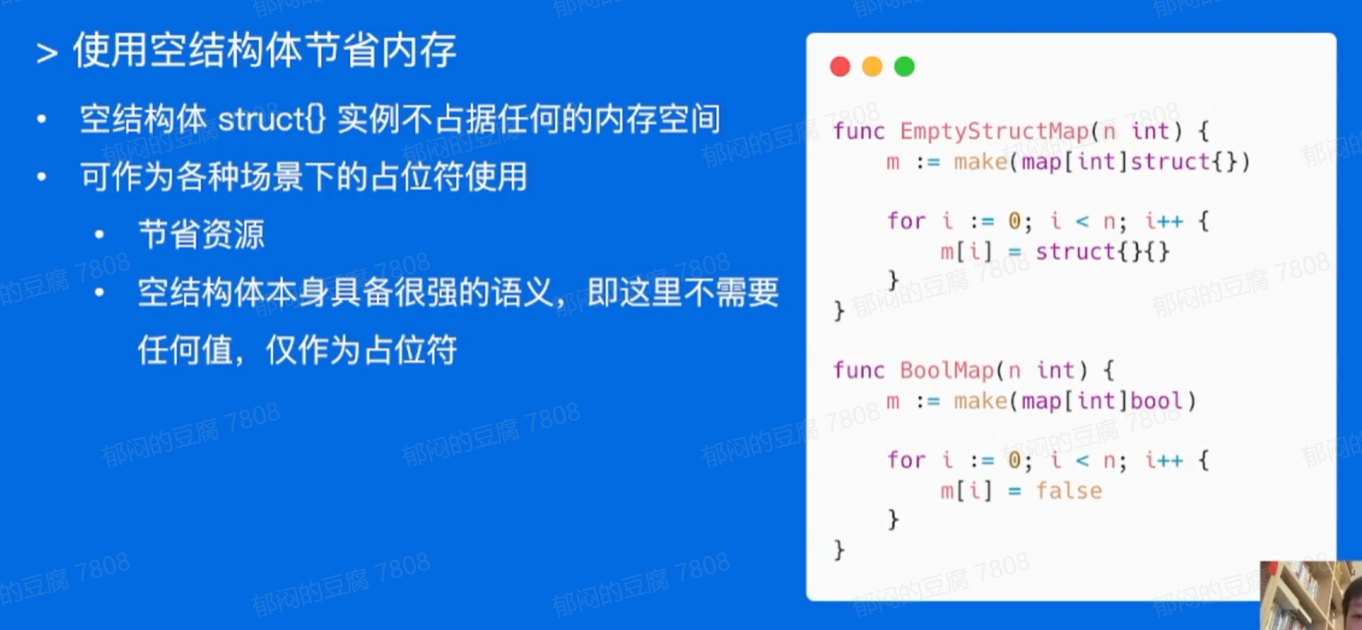 > 使用空结构体节省内存
• 空结构体 struct{} 实例不占据任何的内存空间
• 可作为各种场景下的占位符使用
• 节省资源
• 空结构体本身具备很强的语义，即这里不需要
任何值，仅作为占位符
func EmptyStructMap(n int) {
    m := make(map[int]struct{})

    for i := 0; i < n; i++ {
        m[i] = struct{}{}
    }
}

func BoolMap(n int) {
    m := make(map[int]bool)

    for i := 0; i < n; i++ {
        m[i] = false
    }
}
郁闷的豆腐 7808